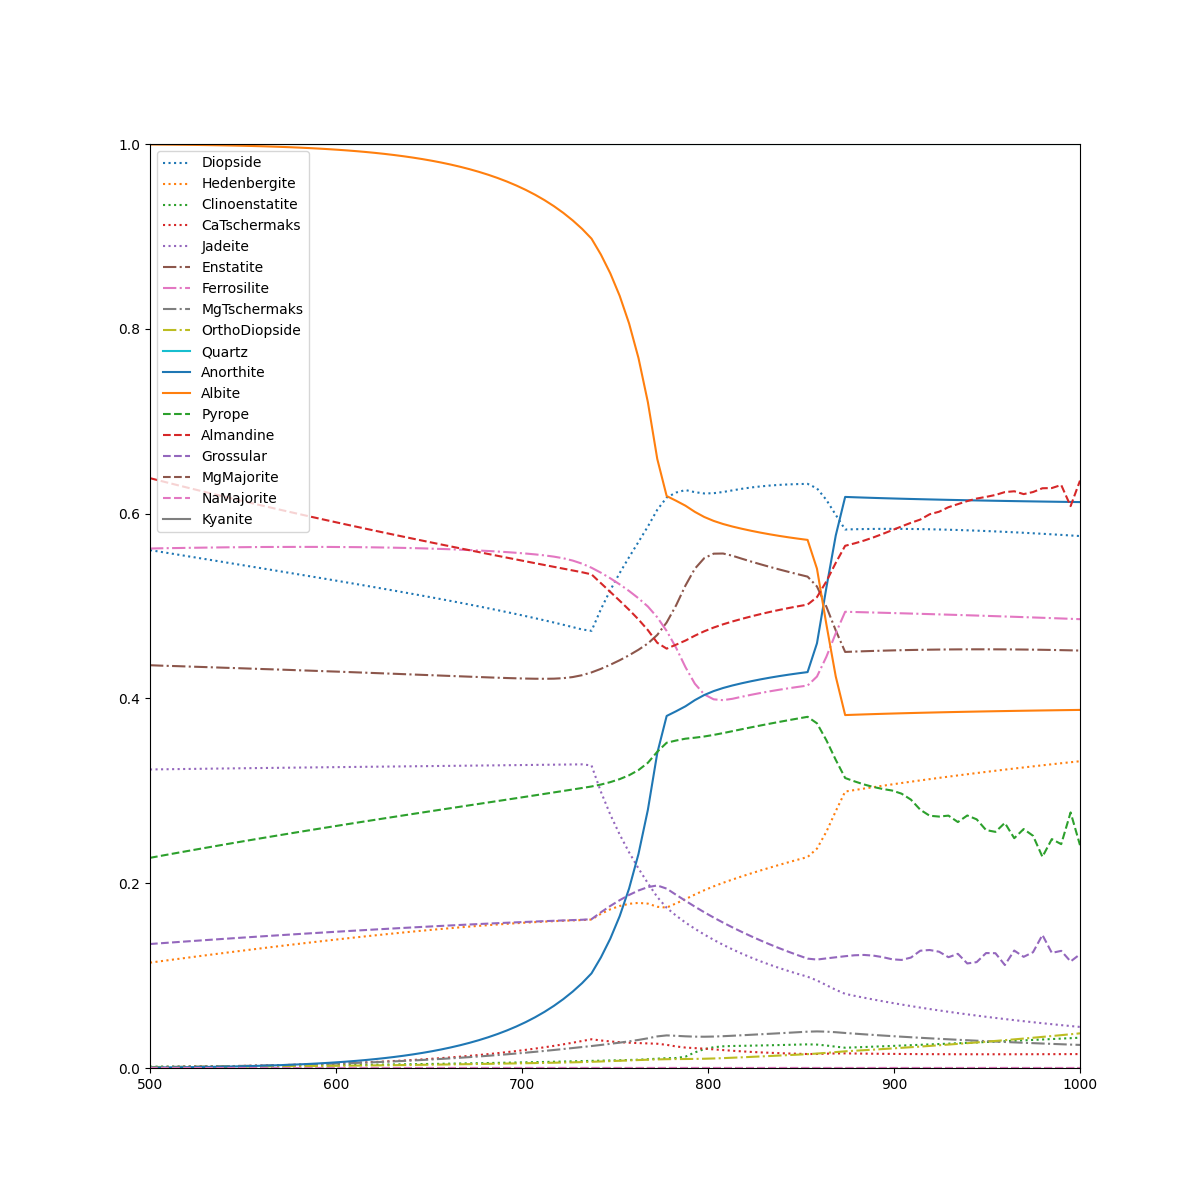 1.0
0.8
0.6
0.4
0.2
0.0
Diopside
Hedenbergite
Clinoenstatite
CaTschermaks
Jadeite
Enstatite
Ferrosilite
MgTschermaks
OrthoDiopside
Quartz
Anorthite
Albite
Pyrope
Almandine
Grossular
MgMajorite
NaMajorite
Kyanite
500 600 700 800 900 1000